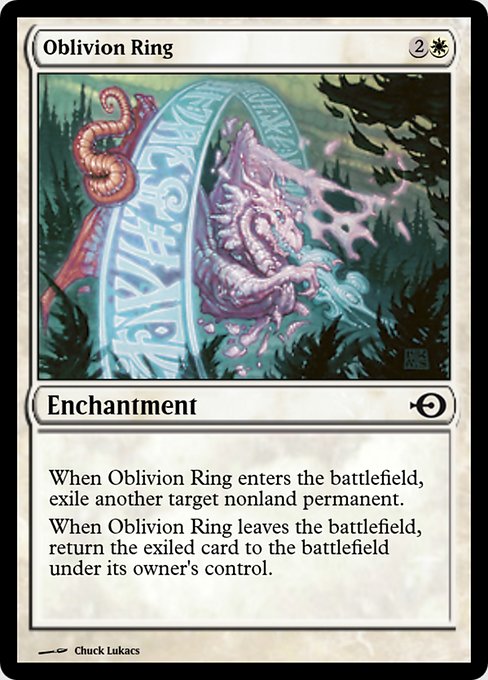 Oblivion Ring 2
Enchantment
When Oblivion Ring enters the battlefield,
exile another target nonland permanent.
When Oblivion Ring leaves the battlefield,
return the exiled card to the battlefield
under its owner's control.
Chuck Lukacs